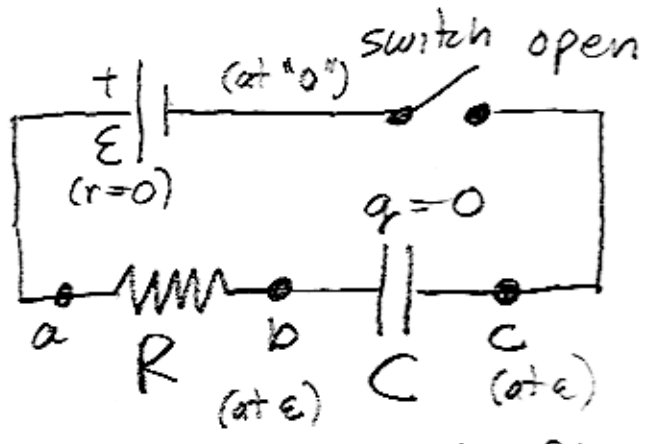 switch open
+ (at "0")
ε
(r=0)
q=0
a R b C c
(at ε) (at ε)